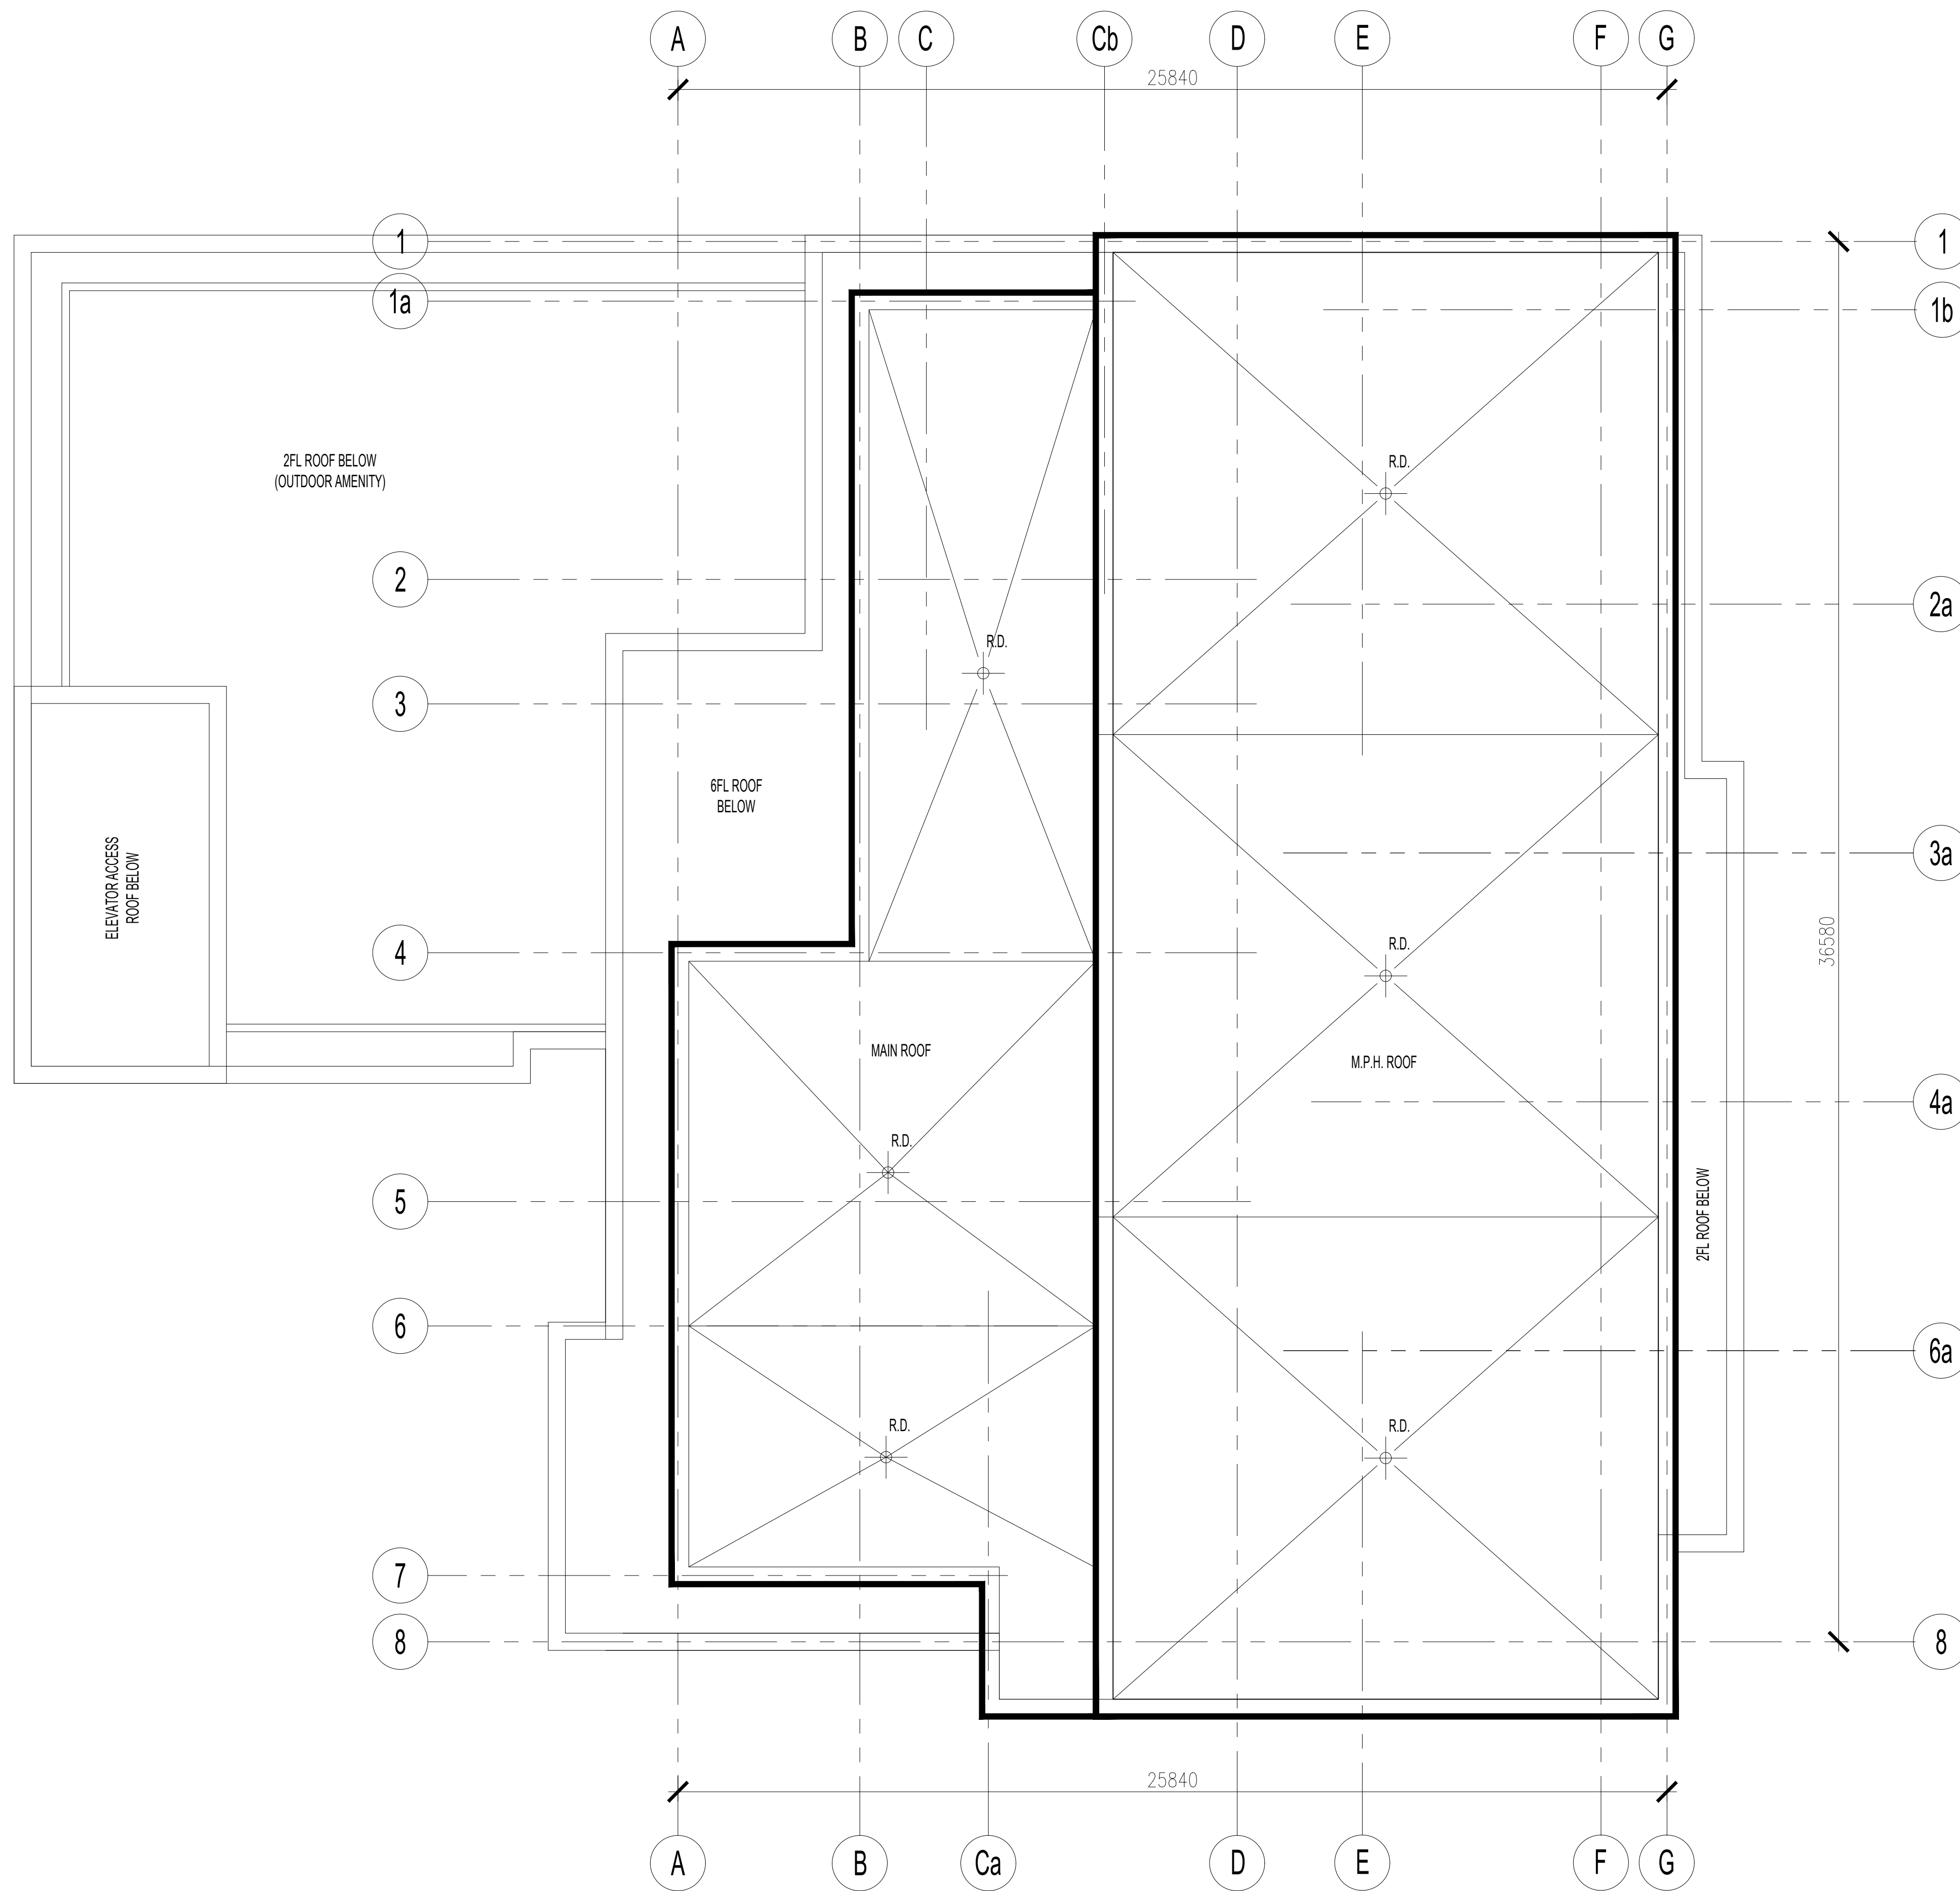 A
B
C
Cb
D
E
F
G
25840
1
1
1a
1b
2FL ROOF BELOW
(OUTDOOR AMENITY)
R.D.
2
2a
R.D.
3
6FL ROOF
BELOW
3a
ELEVATOR ACCESS
ROOF BELOW
36580
R.D.
4
MAIN ROOF
M.P.H. ROOF
4a
R.D.
5
2FL ROOF BELOW
6
6a
R.D.
R.D.
7
8
8
25840
A
B
Ca
D
E
F
G